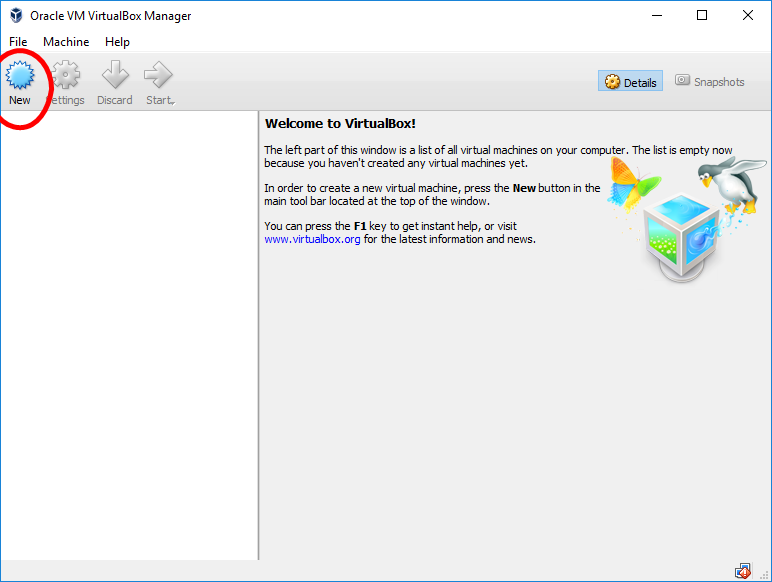 Oracle VM VirtualBox Manager
File Machine Help
New Settings Discard Start
Details Snapshots
Welcome to VirtualBox!
The left part of this window is a list of all virtual machines on your computer. The list is empty now
because you haven't created any virtual machines yet.
In order to create a new virtual machine, press the New button in the
main tool bar located at the top of the window.
You can press the F1 key to get instant help, or visit
www.virtualbox.org for the latest information and news.